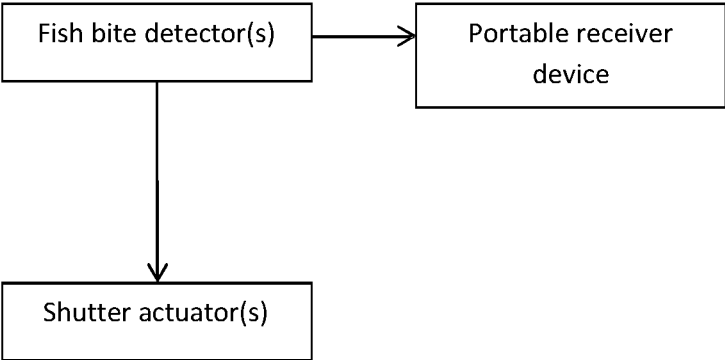 Fish bite detector(s)
Portable receiver
device
Shutter actuator(s)